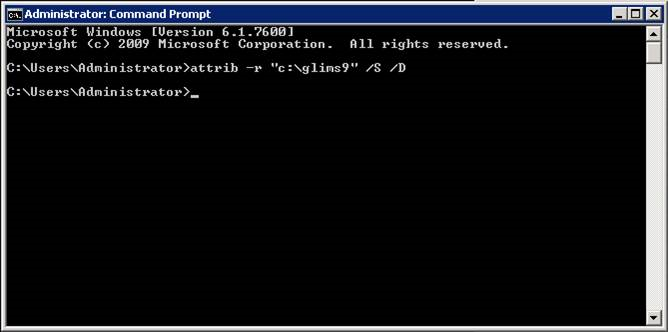 Administrator: Command Prompt
Microsoft Windows [Version 6.1.7600]
Copyright (c) 2009 Microsoft Corporation.  All rights reserved.
C:\Users\Administrator>attrib -r "c:\glims9" /S /D
C:\Users\Administrator>_